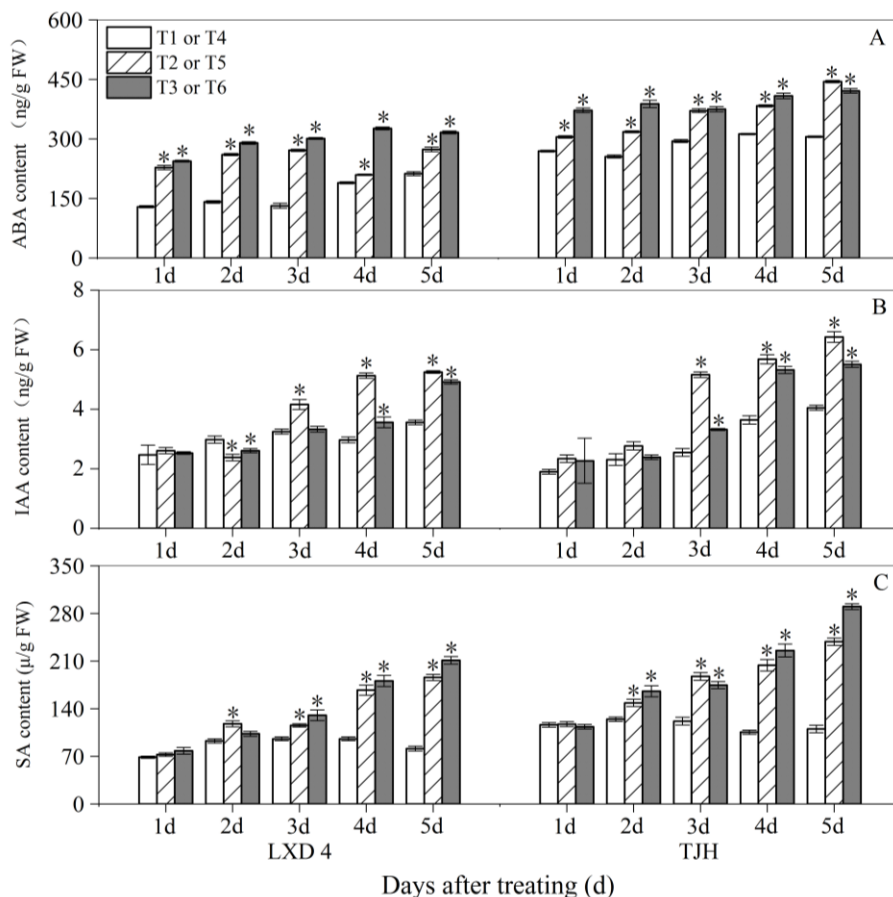 600
450
300
150
0
ABA content (ng/g FW)
A
T1 or T4
T2 or T5
T3 or T6
* * * * * * * * * * * * * * * * * * * *
1d 2d 3d 4d 5d 1d 2d 3d 4d 5d
8
6
4
2
0
IAA content (ng/g FW)
B
* * * * * * * * * * * * * *
1d 2d 3d 4d 5d 1d 2d 3d 4d 5d
350
280
210
140
70
0
SA content (μ/g FW)
C
* * * * * * * * * * * * * * *
1d 2d 3d 4d 5d 1d 2d 3d 4d 5d
LXD 4 TJH
Days after treating (d)